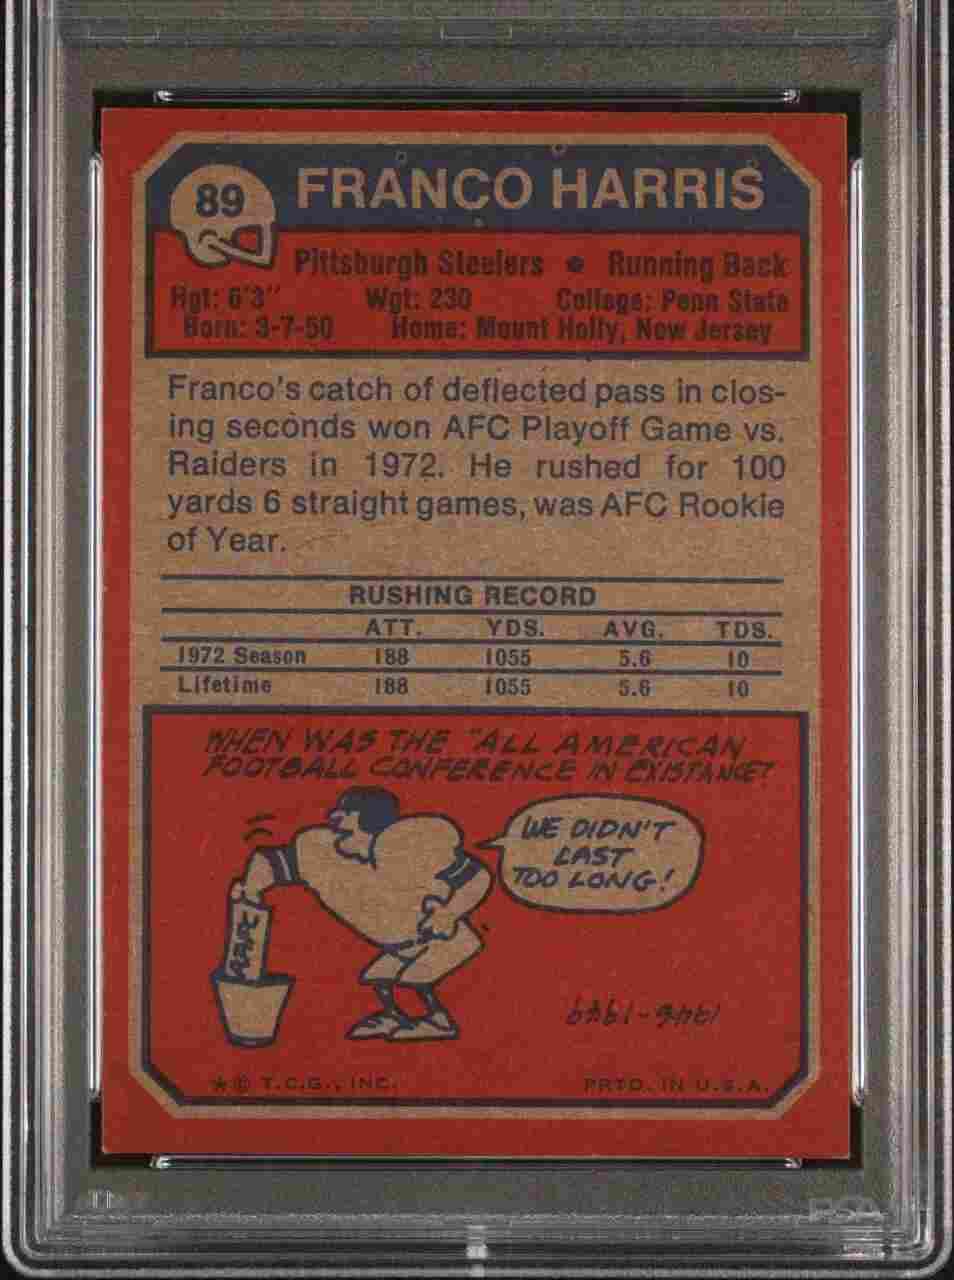 89
FRANCO HARRIS
Pittsburgh Steelers • Running Back
Hgt: 6'3" Wgt: 230 College: Penn State
Born: 3-7-50 Home: Mount Holly, New Jersey
Franco's catch of deflected pass in clos-
ing seconds won AFC Playoff Game vs.
Raiders in 1972. He rushed for 100
yards 6 straight games, was AFC Rookie
of Year.
RUSHING RECORD
ATT. YDS. AVG. TDS.
1972 Season 188 1055 5.6 10
Lifetime 188 1055 5.6 10
WHEN WAS THE "ALL AMERICAN
FOOTBALL CONFERENCE IN EXISTANCE?
WE DIDN'T
LAST
TOO LONG!
AAFC
1946-1949
*© T.C.G., INC. PRTD. IN U.S.A.
PSA